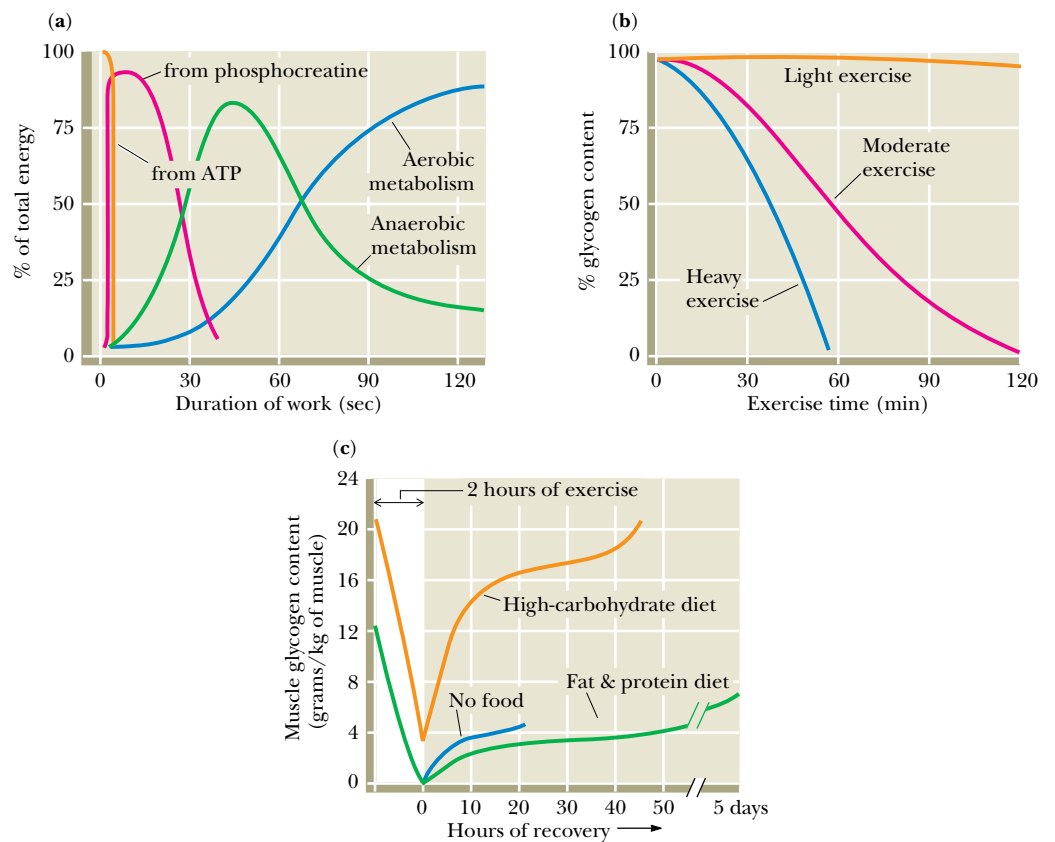 (a)
100
75
50
25
0
% of total energy
from phosphocreatine
from ATP
Aerobic
metabolism
Anaerobic
metabolism
0 30 60 90 120
Duration of work (sec)
(b)
100
75
50
25
0
% glycogen content
Light exercise
Moderate
exercise
Heavy
exercise
0 30 60 90 120
Exercise time (min)
(c)
24
20
16
12
8
4
0
Muscle glycogen content
(grams/kg of muscle)
2 hours of exercise
High-carbohydrate diet
Fat & protein diet
No food
0 10 20 30 40 50 5 days
Hours of recovery